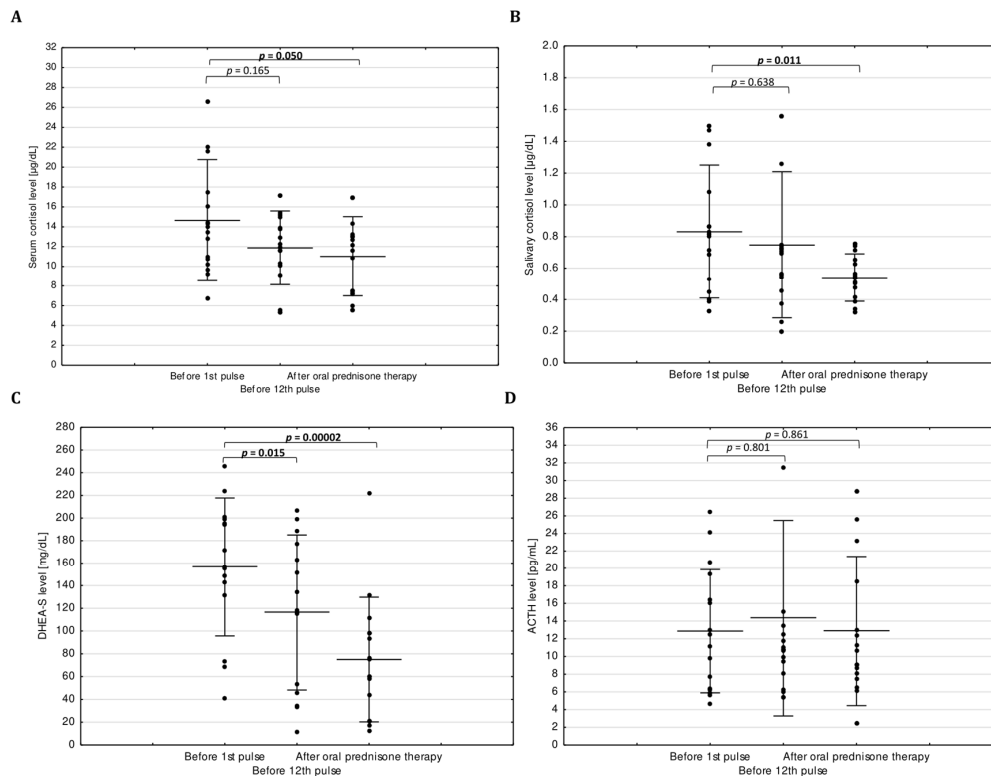 A
p = 0.050
p = 0.165
Serum cortisol level [µg/dL]
32
30
28
26
24
22
20
18
16
14
12
10
8
6
4
2
0
Before 1st pulse
After oral prednisone therapy
Before 12th pulse
B
p = 0.011
p = 0.638
Salivary cortisol level [µg/dL]
2.0
1.8
1.6
1.4
1.2
1.0
0.8
0.6
0.4
0.2
0.0
Before 1st pulse
After oral prednisone therapy
Before 12th pulse
C
p = 0.00002
p = 0.015
DHEA-S level [mg/dL]
280
260
240
220
200
180
160
140
120
100
80
60
40
20
0
Before 1st pulse
After oral prednisone therapy
Before 12th pulse
D
p = 0.861
p = 0.801
ACTH level [pg/mL]
36
34
32
30
28
26
24
22
20
18
16
14
12
10
8
6
4
2
0
Before 1st pulse
After oral prednisone therapy
Before 12th pulse